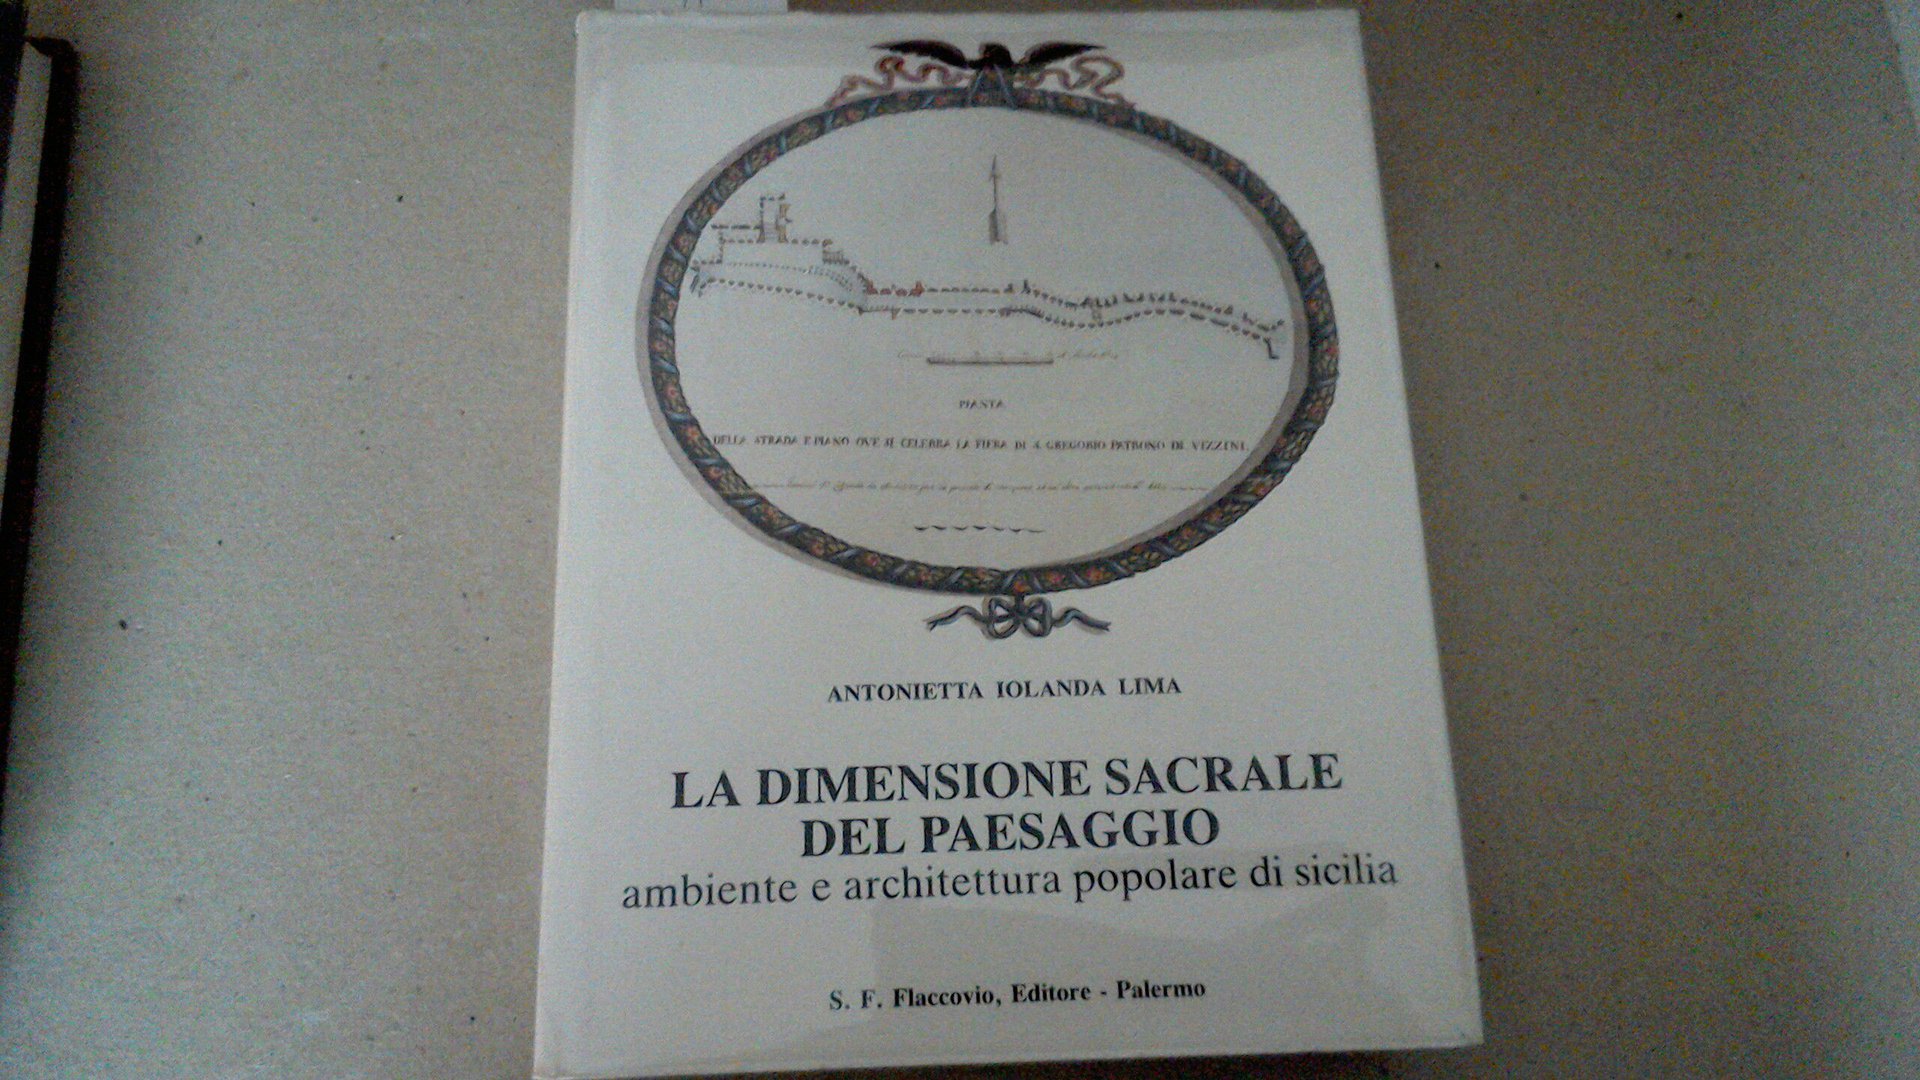 PIANTA
DELLA STRADA E PIANO OVE SI CELEBRA LA FIERA DI S. GREGORIO PATRONO DI VIZZINI.
ANTONIETTA IOLANDA LIMA
LA DIMENSIONE SACRALE
DEL PAESAGGIO
ambiente e architettura popolare di sicilia
S. F. Flaccovio, Editore - Palermo